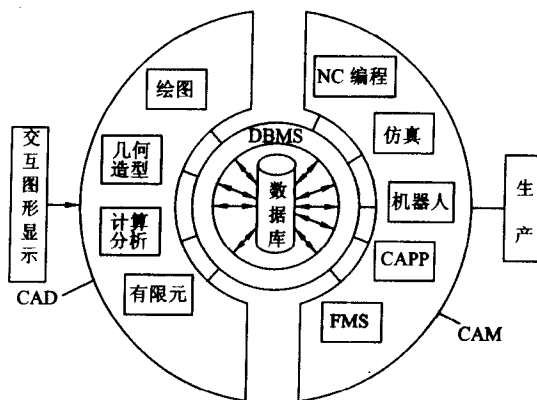 绘图
NC 编程
仿真
DBMS
交互图形显示
几何
造型
数据库
机器人
生产
计算
分析
CAPP
有限元
CAD
FMS
CAM